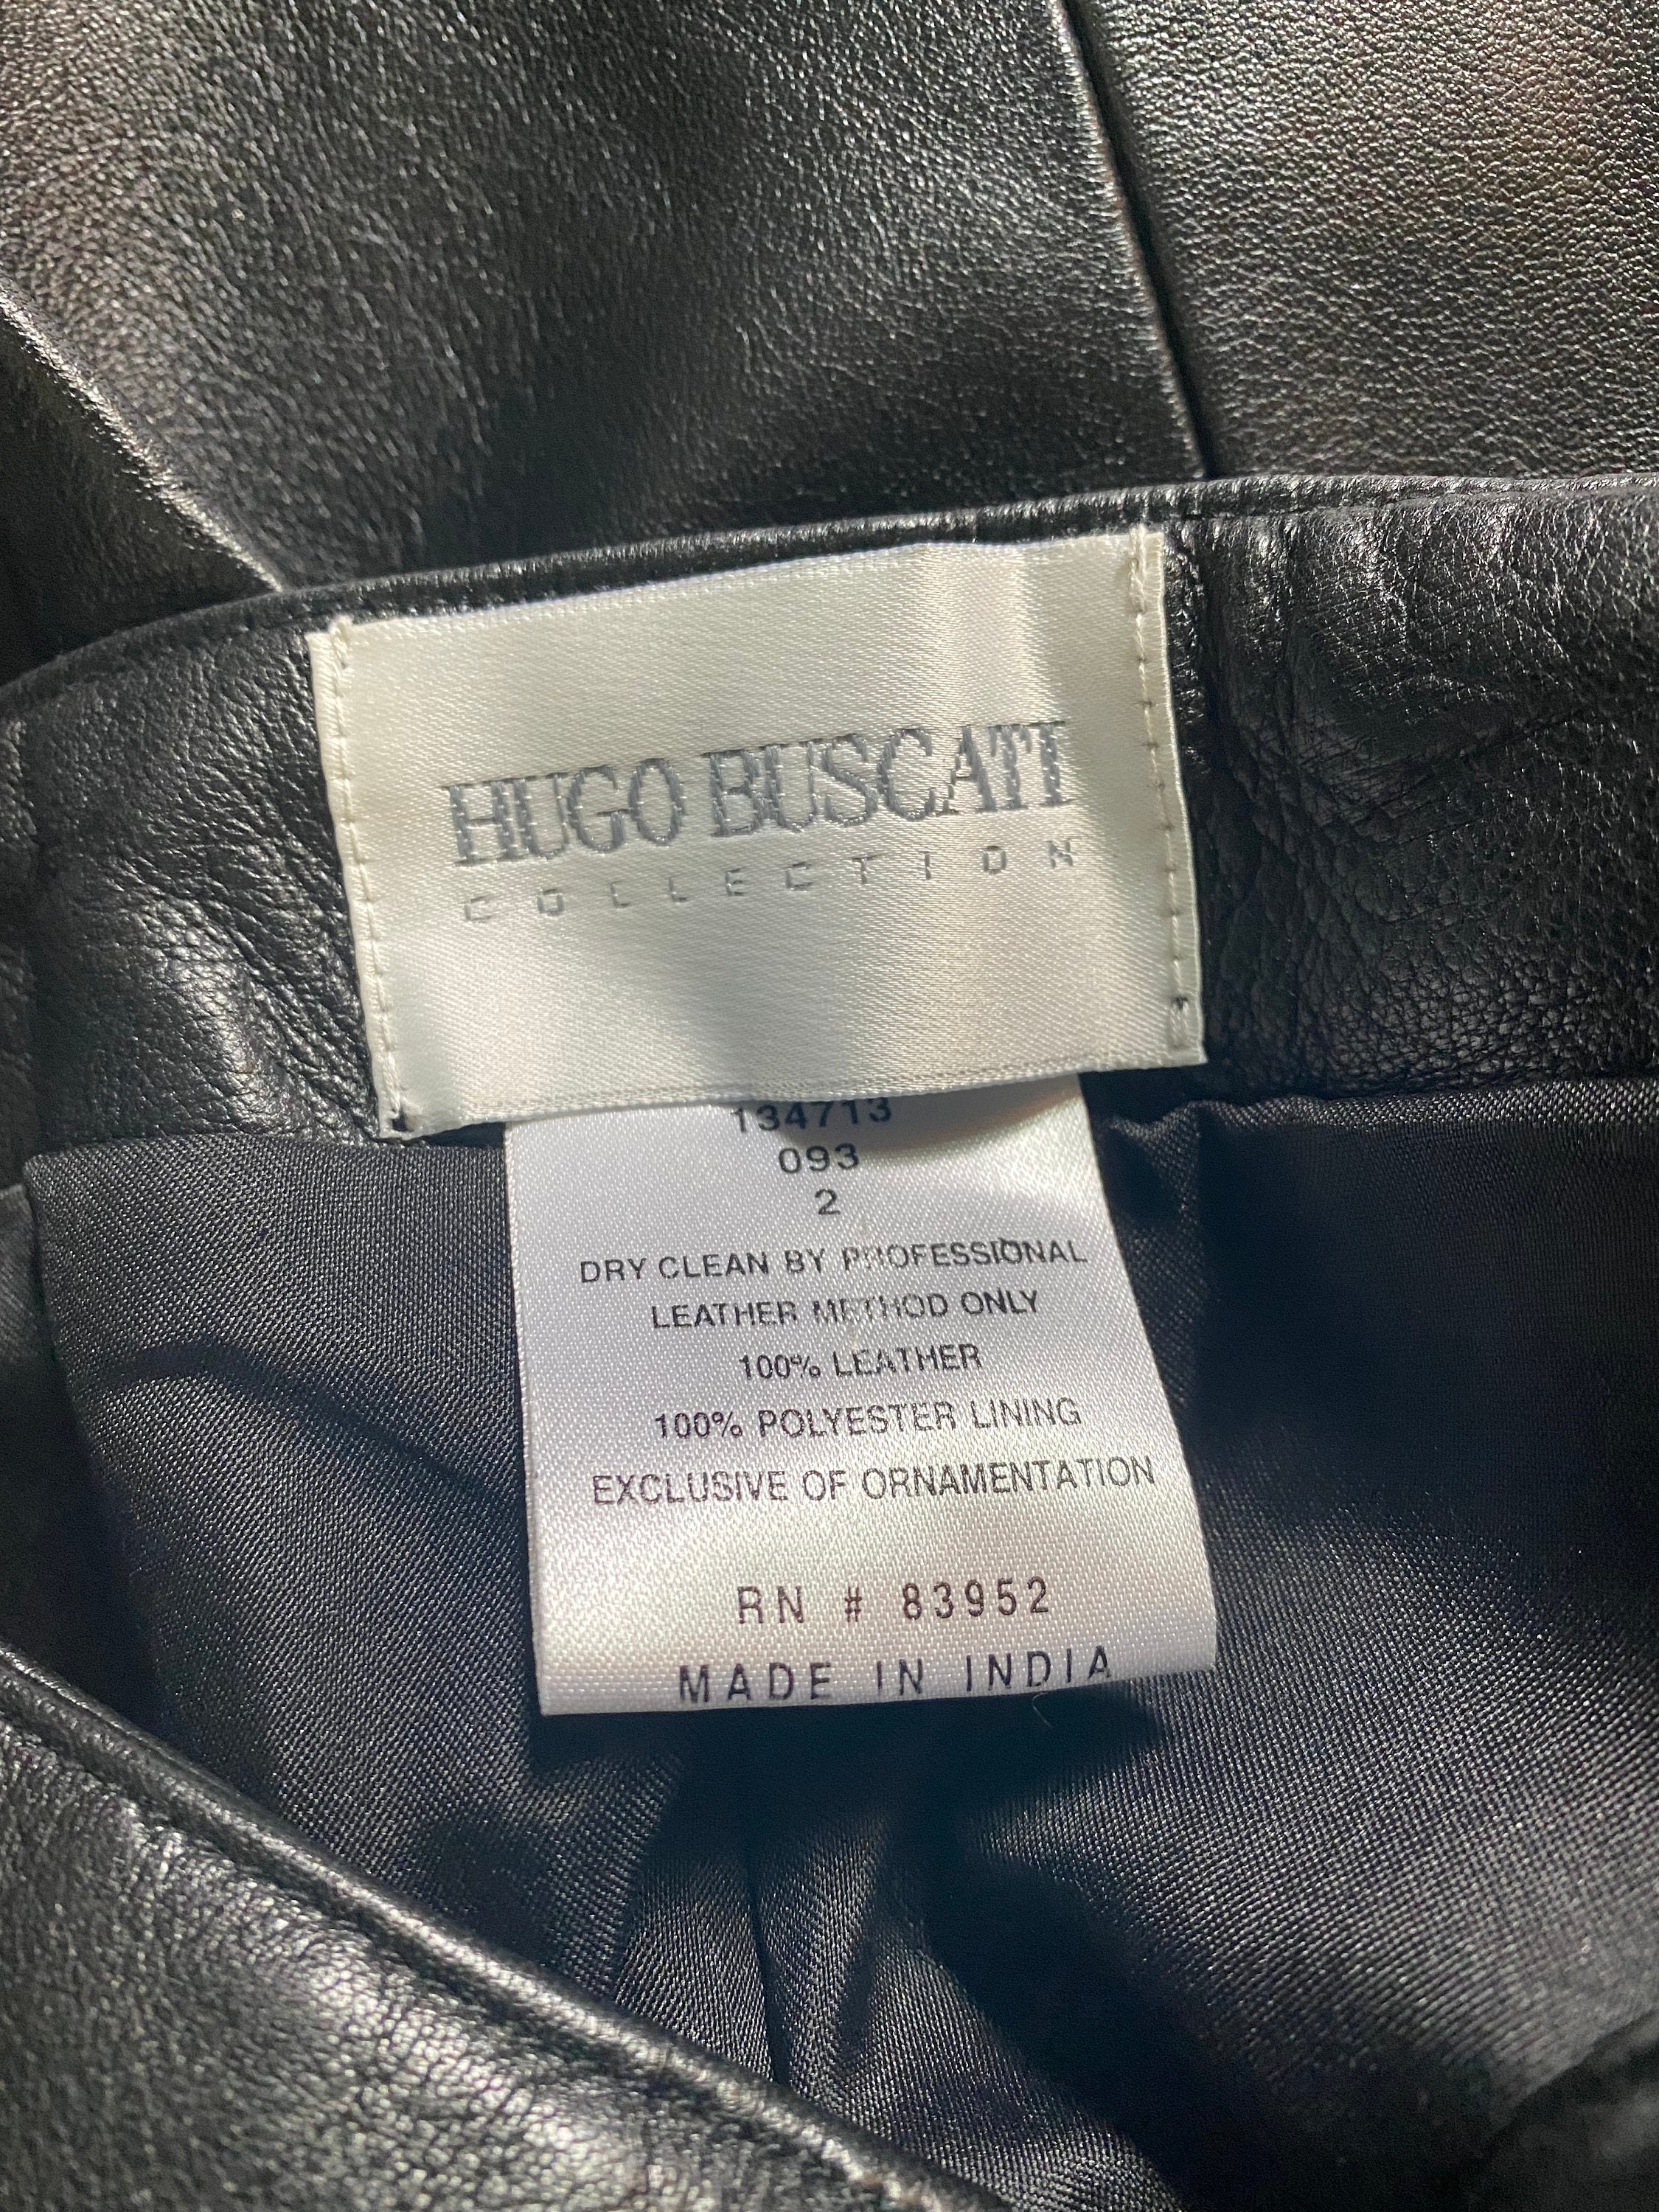 HUGO BUSCATI
COLLECTION
134713
093
2
DRY CLEAN BY PROFESSIONAL
LEATHER METHOD ONLY
100% LEATHER
100% POLYESTER LINING
EXCLUSIVE OF ORNAMENTATION
RN # 83952
MADE IN INDIA